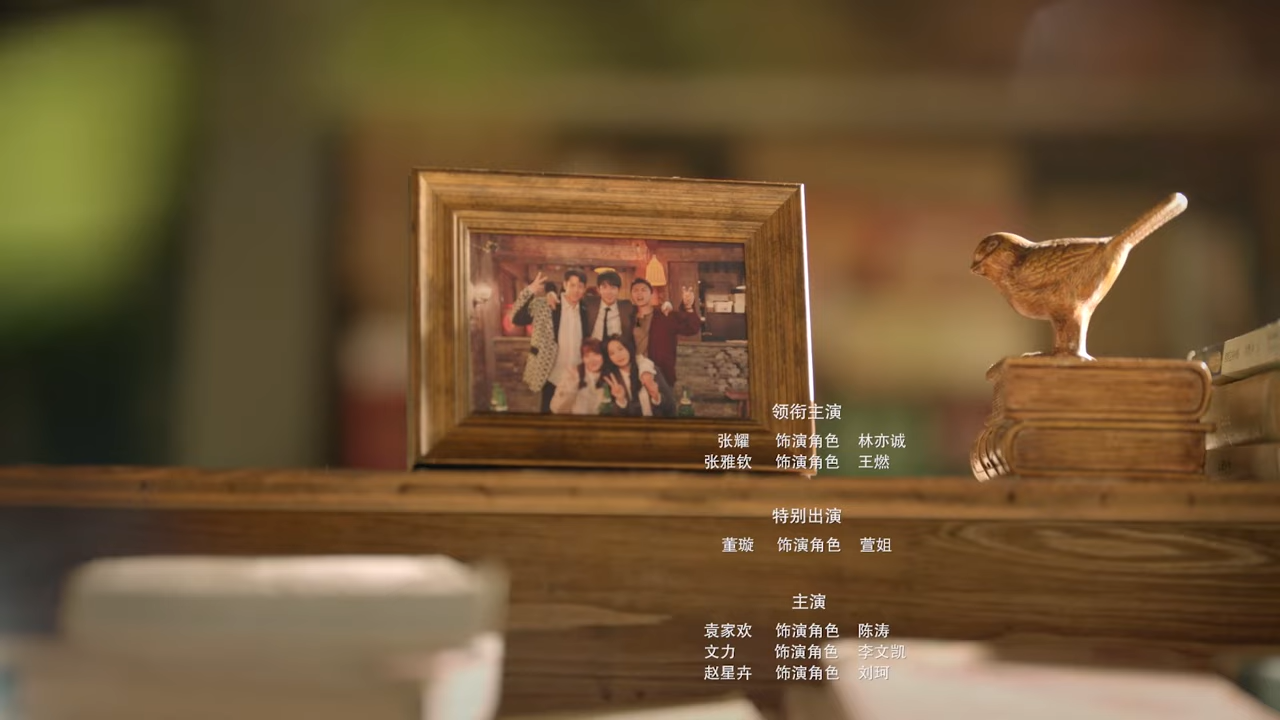 领衔主演
张耀 饰演角色 林亦诚
张雅钦 饰演角色 王燃
特别出演
董璇 饰演角色 萱姐
主演
袁家欢 饰演角色 陈涛
文力 饰演角色 李文凯
赵星卉 饰演角色 刘珂